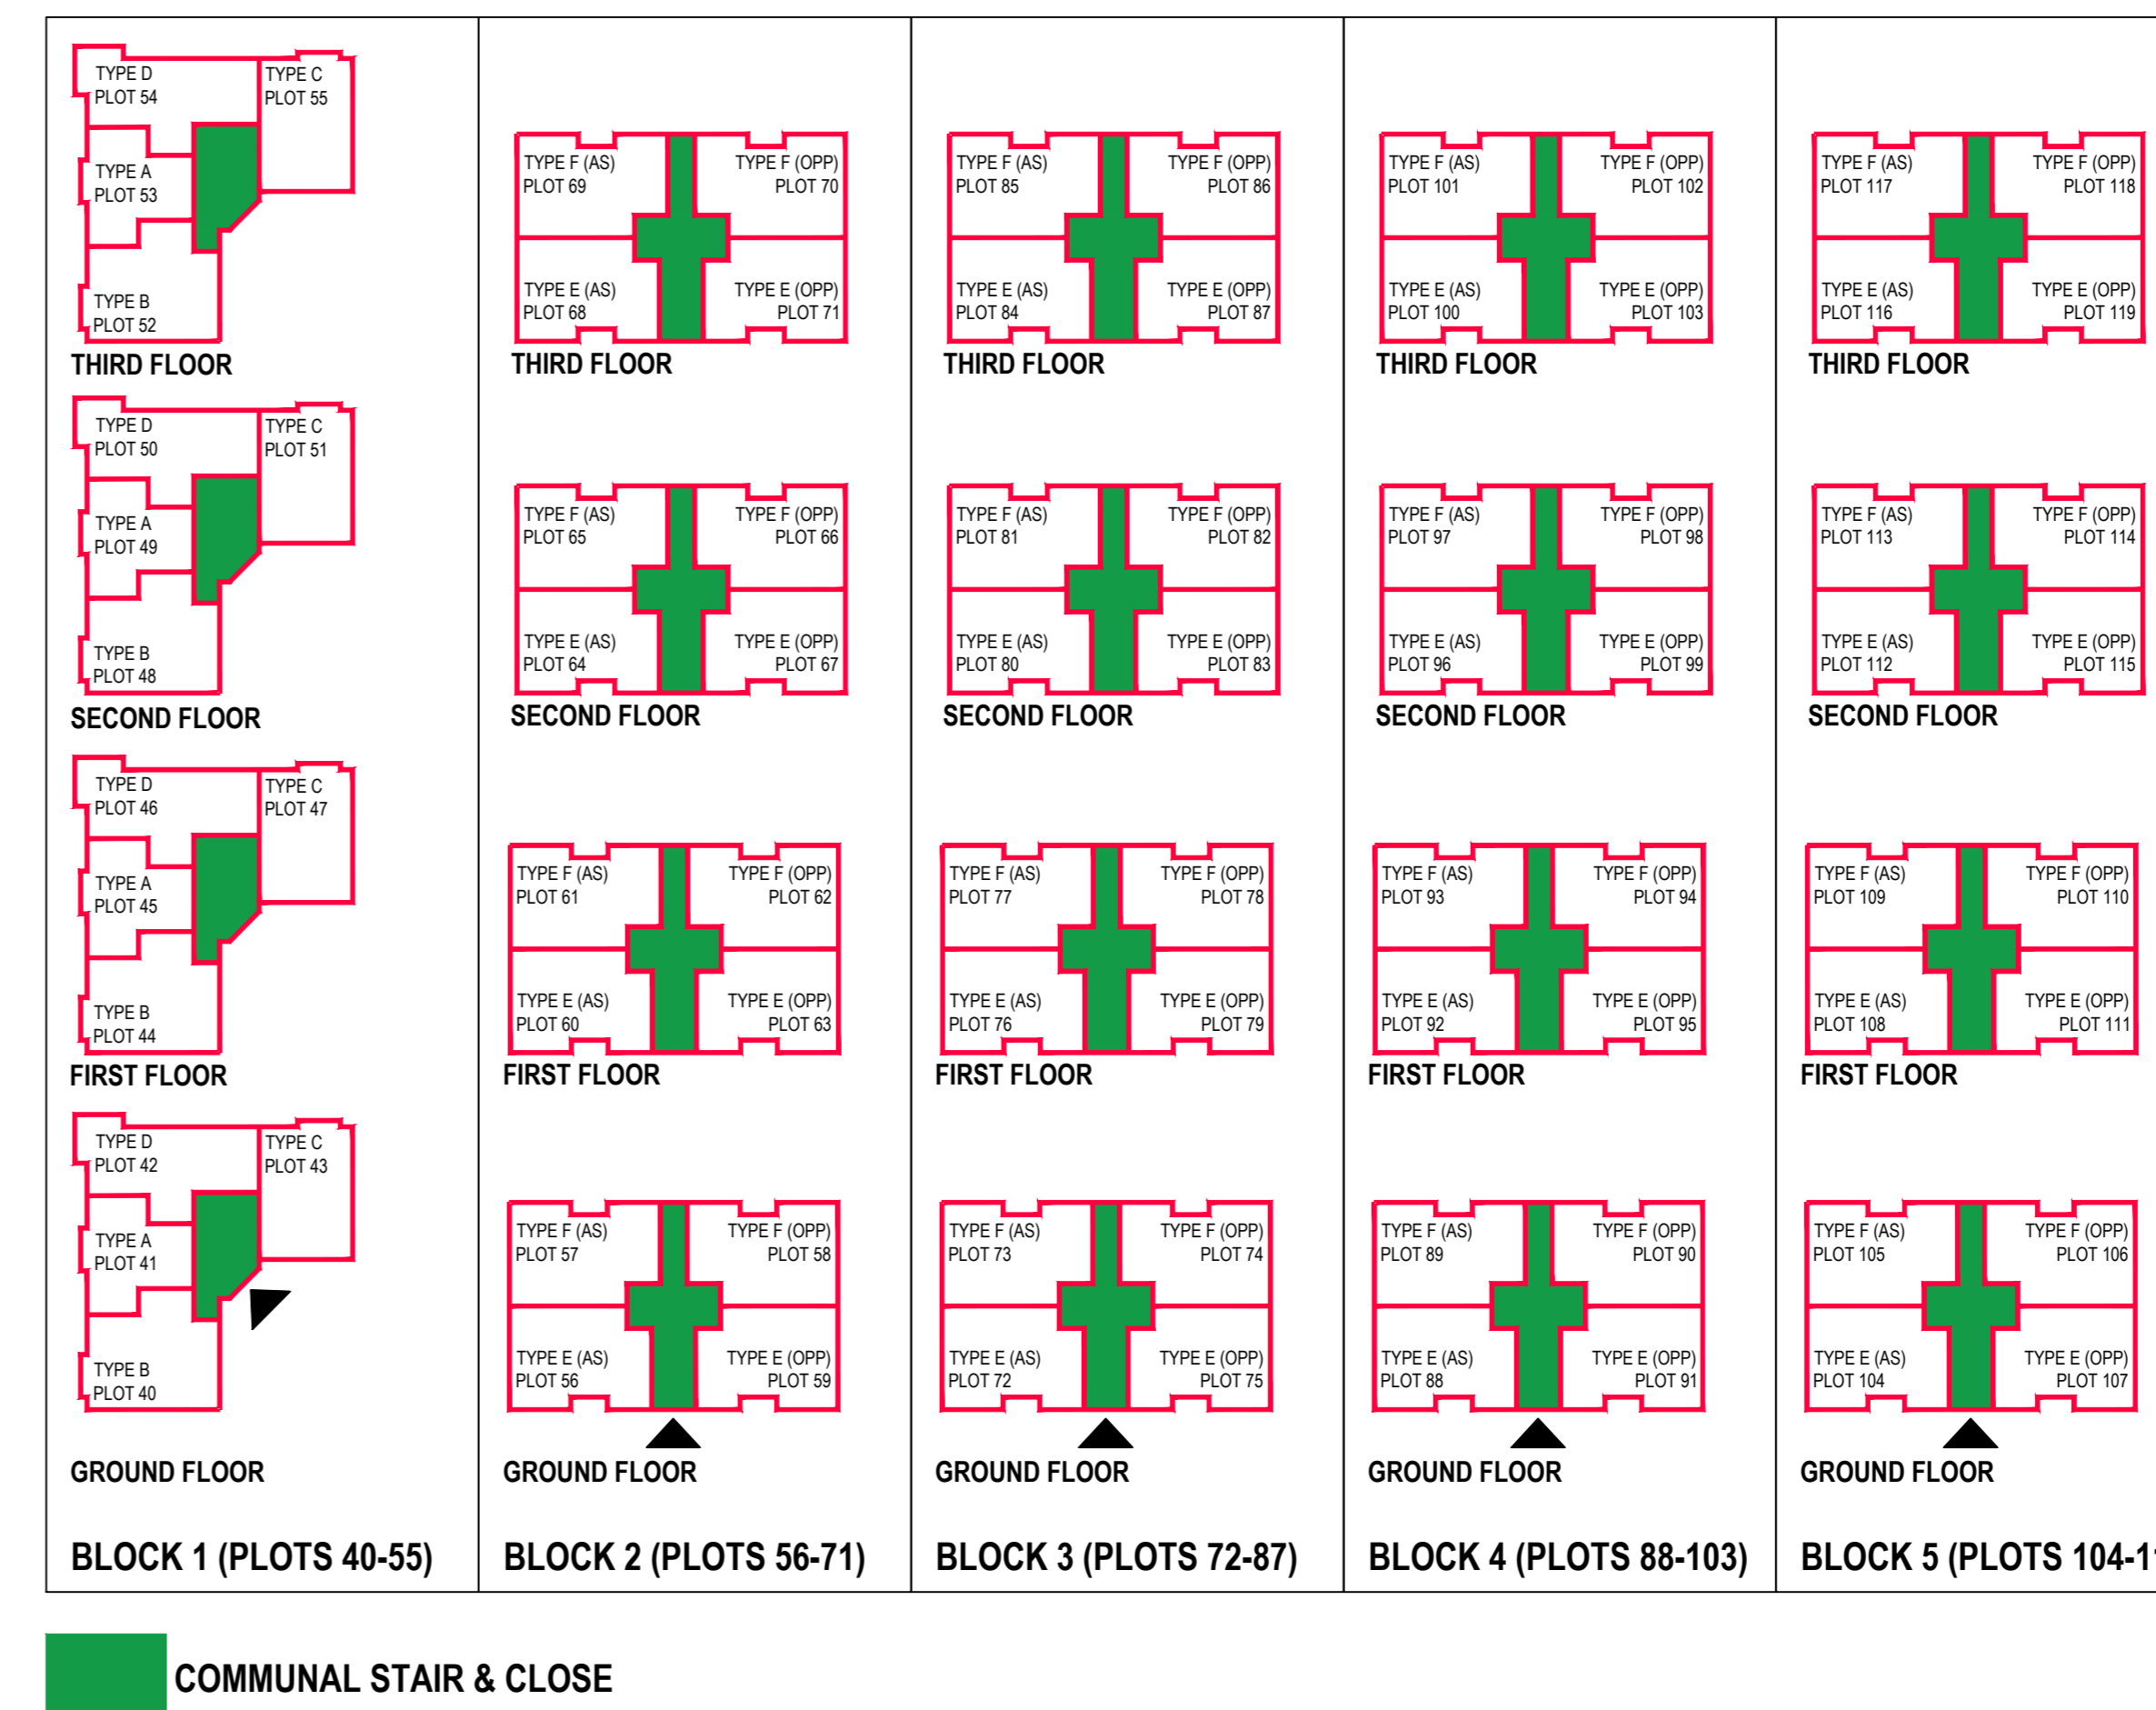 TYPE D
PLOT 54
TYPE C
PLOT 55
TYPE A
PLOT 53
TYPE B
PLOT 52
THIRD FLOOR
TYPE D
PLOT 50
TYPE C
PLOT 51
TYPE A
PLOT 49
TYPE B
PLOT 48
SECOND FLOOR
TYPE D
PLOT 46
TYPE C
PLOT 47
TYPE A
PLOT 45
TYPE B
PLOT 44
FIRST FLOOR
TYPE D
PLOT 42
TYPE C
PLOT 43
TYPE A
PLOT 41
TYPE B
PLOT 40
GROUND FLOOR
BLOCK 1 (PLOTS 40-55)
TYPE F (AS)
PLOT 69
TYPE F (OPP)
PLOT 70
TYPE E (AS)
PLOT 68
TYPE E (OPP)
PLOT 71
THIRD FLOOR
TYPE F (AS)
PLOT 65
TYPE F (OPP)
PLOT 66
TYPE E (AS)
PLOT 64
TYPE E (OPP)
PLOT 67
SECOND FLOOR
TYPE F (AS)
PLOT 61
TYPE F (OPP)
PLOT 62
TYPE E (AS)
PLOT 60
TYPE E (OPP)
PLOT 63
FIRST FLOOR
TYPE F (AS)
PLOT 57
TYPE F (OPP)
PLOT 58
TYPE E (AS)
PLOT 56
TYPE E (OPP)
PLOT 59
GROUND FLOOR
BLOCK 2 (PLOTS 56-71)
TYPE F (AS)
PLOT 85
TYPE F (OPP)
PLOT 86
TYPE E (AS)
PLOT 84
TYPE E (OPP)
PLOT 87
THIRD FLOOR
TYPE F (AS)
PLOT 81
TYPE F (OPP)
PLOT 82
TYPE E (AS)
PLOT 80
TYPE E (OPP)
PLOT 83
SECOND FLOOR
TYPE F (AS)
PLOT 77
TYPE F (OPP)
PLOT 78
TYPE E (AS)
PLOT 76
TYPE E (OPP)
PLOT 79
FIRST FLOOR
TYPE F (AS)
PLOT 73
TYPE F (OPP)
PLOT 74
TYPE E (AS)
PLOT 72
TYPE E (OPP)
PLOT 75
GROUND FLOOR
BLOCK 3 (PLOTS 72-87)
TYPE F (AS)
PLOT 101
TYPE F (OPP)
PLOT 102
TYPE E (AS)
PLOT 100
TYPE E (OPP)
PLOT 103
THIRD FLOOR
TYPE F (AS)
PLOT 97
TYPE F (OPP)
PLOT 98
TYPE E (AS)
PLOT 96
TYPE E (OPP)
PLOT 99
SECOND FLOOR
TYPE F (AS)
PLOT 93
TYPE F (OPP)
PLOT 94
TYPE E (AS)
PLOT 92
TYPE E (OPP)
PLOT 95
FIRST FLOOR
TYPE F (AS)
PLOT 89
TYPE F (OPP)
PLOT 90
TYPE E (AS)
PLOT 88
TYPE E (OPP)
PLOT 91
GROUND FLOOR
BLOCK 4 (PLOTS 88-103)
TYPE F (AS)
PLOT 117
TYPE F (OPP)
PLOT 118
TYPE E (AS)
PLOT 116
TYPE E (OPP)
PLOT 119
THIRD FLOOR
TYPE F (AS)
PLOT 113
TYPE F (OPP)
PLOT 114
TYPE E (AS)
PLOT 112
TYPE E (OPP)
PLOT 115
SECOND FLOOR
TYPE F (AS)
PLOT 109
TYPE F (OPP)
PLOT 110
TYPE E (AS)
PLOT 108
TYPE E (OPP)
PLOT 111
FIRST FLOOR
TYPE F (AS)
PLOT 105
TYPE F (OPP)
PLOT 106
TYPE E (AS)
PLOT 104
TYPE E (OPP)
PLOT 107
GROUND FLOOR
BLOCK 5 (PLOTS 104-1
COMMUNAL STAIR & CLOSE